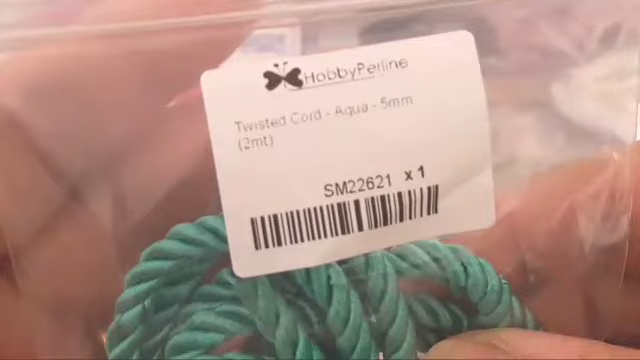 HobbyPerline
Twisted Cord - Aqua - 5mm
(2mt)
SM22621 x 1